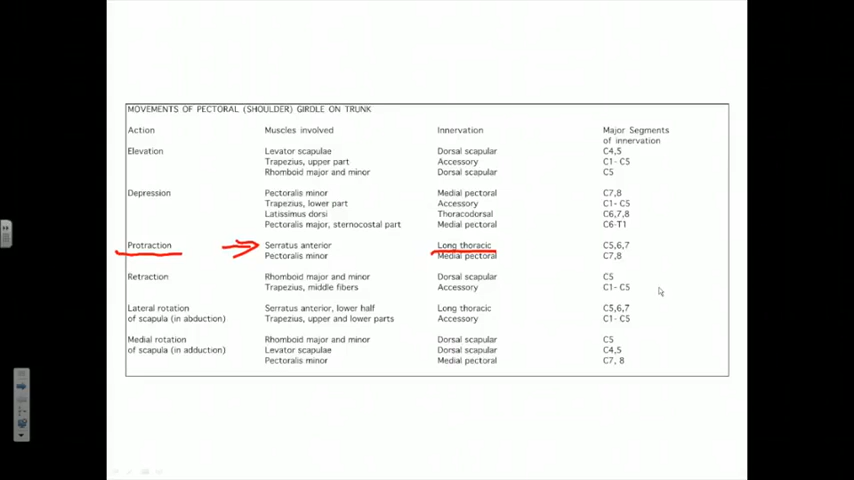 MOVEMENTS OF PECTORAL (SHOULDER) GIRDLE ON TRUNK
Action Muscles involved Innervation Major Segments
of innervation
Elevation Levator scapulae Dorsal scapular C4,5
Trapezius, upper part Accessory C1- C5
Rhomboid major and minor Dorsal scapular C5
Depression Pectoralis minor Medial pectoral C7,8
Trapezius, lower part Accessory C1- C5
Latissimus dorsi Thoracodorsal C6,7,8
Pectoralis major, sternocostal part Medial pectoral C6-T1
Protraction Serratus anterior Long thoracic C5,6,7
Pectoralis minor Medial pectoral C7,8
Retraction Rhomboid major and minor Dorsal scapular C5
Trapezius, middle fibers Accessory C1- C5
Lateral rotation Serratus anterior, lower half Long thoracic C5,6,7
of scapula (in abduction) Trapezius, upper and lower parts Accessory C1- C5
Medial rotation Rhomboid major and minor Dorsal scapular C5
of scapula (in adduction) Levator scapulae Dorsal scapular C4,5
Pectoralis minor Medial pectoral C7, 8